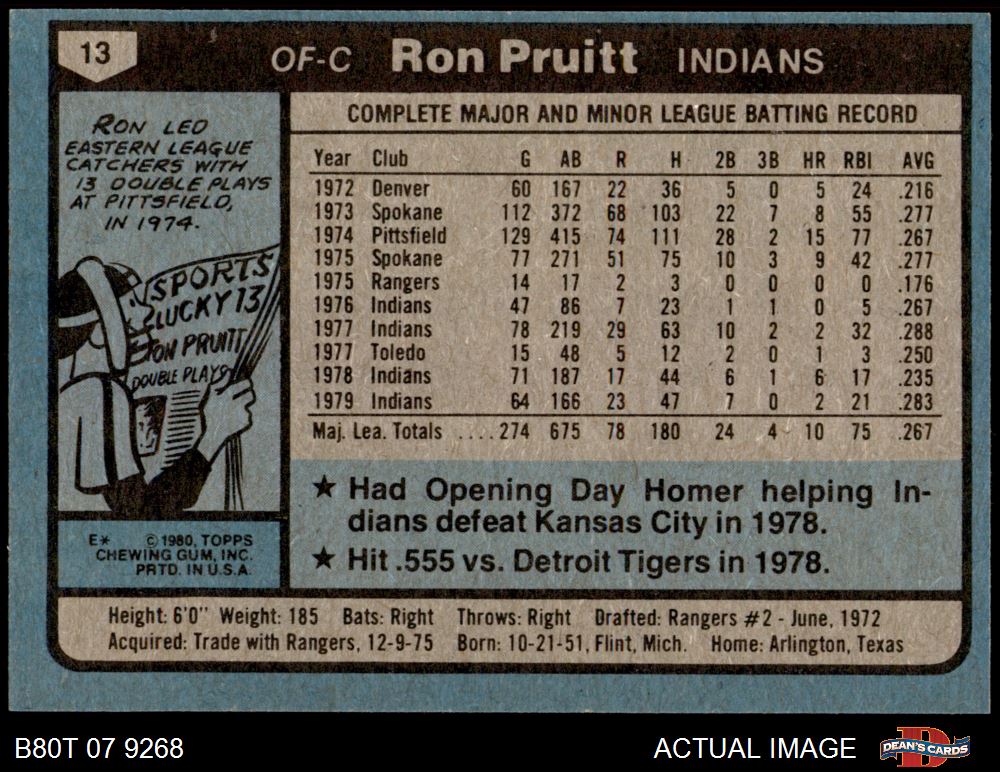 13 OF-C Ron Pruitt INDIANS
RON LED
EASTERN LEAGUE
CATCHERS WITH
13 DOUBLE PLAYS
AT PITTSFIELD,
IN 1974.
SPORTS
LUCKY 13
RON PRUITT
DOUBLE PLAYS
E* © 1980, TOPPS
CHEWING GUM, INC.
PRTD. IN U.S.A.
COMPLETE MAJOR AND MINOR LEAGUE BATTING RECORD
Year Club G AB R H 2B 3B HR RBI AVG
1972 Denver 60 167 22 36 5 0 5 24 .216
1973 Spokane 112 372 68 103 22 7 8 55 .277
1974 Pittsfield 129 415 74 111 28 2 15 77 .267
1975 Spokane 77 271 51 75 10 3 9 42 .277
1975 Rangers 14 17 2 3 0 0 0 0 .176
1976 Indians 47 86 7 23 1 1 0 5 .267
1977 Indians 78 219 29 63 10 2 2 32 .288
1977 Toledo 15 48 5 12 2 0 1 3 .250
1978 Indians 71 187 17 44 6 1 6 17 .235
1979 Indians 64 166 23 47 7 0 2 21 .283
Maj. Lea. Totals ....274 675 78 180 24 4 10 75 .267
★ Had Opening Day Homer helping In-
dians defeat Kansas City in 1978.
★ Hit .555 vs. Detroit Tigers in 1978.
Height: 6'0" Weight: 185 Bats: Right Throws: Right Drafted: Rangers #2 - June, 1972
Acquired: Trade with Rangers, 12-9-75 Born: 10-21-51, Flint, Mich. Home: Arlington, Texas
B80T 07 9268 ACTUAL IMAGE DEAN'S CARDS